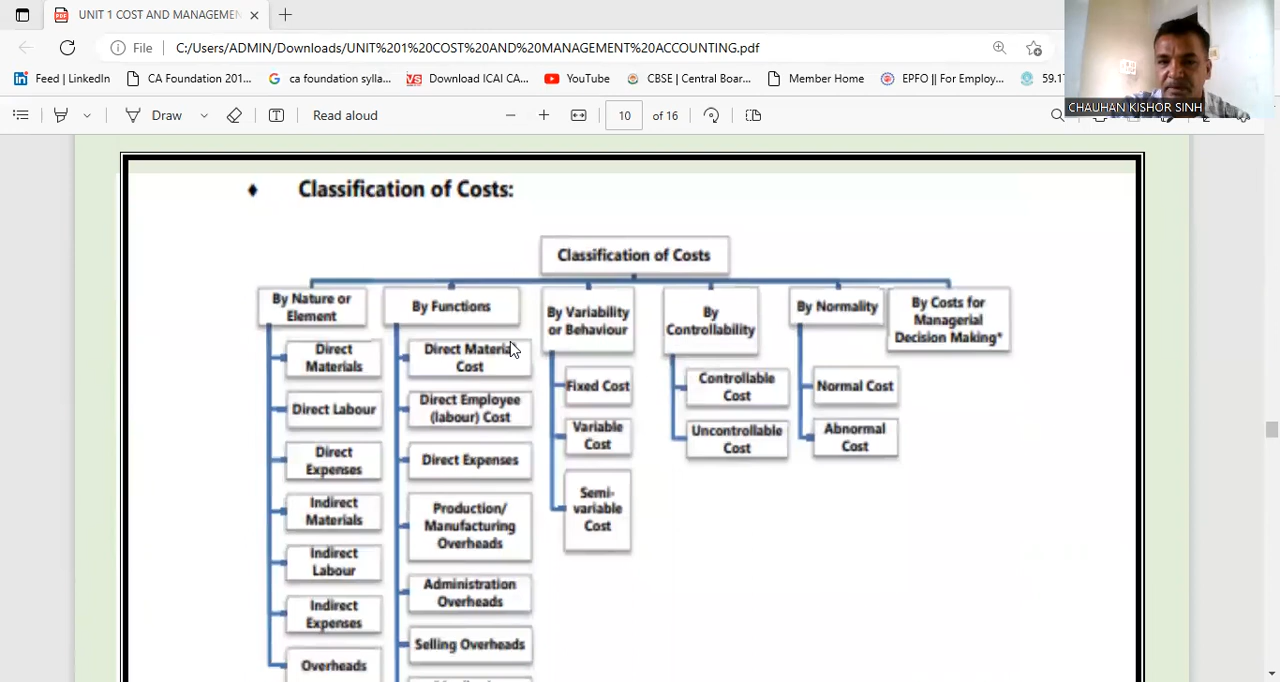 UNIT 1 COST AND MANAGEMEN
File
C:/Users/ADMIN/Downloads/UNIT%201%20COST%20AND%20MANAGEMENT%20ACCOUNTING.pdf
Feed | LinkedIn
CA Foundation 201...
ca foundation sylla...
Download ICAI CA...
YouTube
CBSE | Central Boar...
Member Home
EPFO || For Employ...
59.1
CHAUHAN KISHOR SINH
Draw
Read aloud
10 of 16
♦ Classification of Costs:
Classification of Costs
By Nature or
Element
Direct
Materials
Direct Labour
Direct
Expenses
Indirect
Materials
Indirect
Labour
Indirect
Expenses
Overheads
By Functions
Direct Material
Cost
Direct Employee
(labour) Cost
Direct Expenses
Production/
Manufacturing
Overheads
Administration
Overheads
Selling Overheads
By Variability
or Behaviour
Fixed Cost
Variable
Cost
Semi-
variable
Cost
By
Controllability
Controllable
Cost
Uncontrollable
Cost
By Normality
Normal Cost
Abnormal
Cost
By Costs for
Managerial
Decision Making*